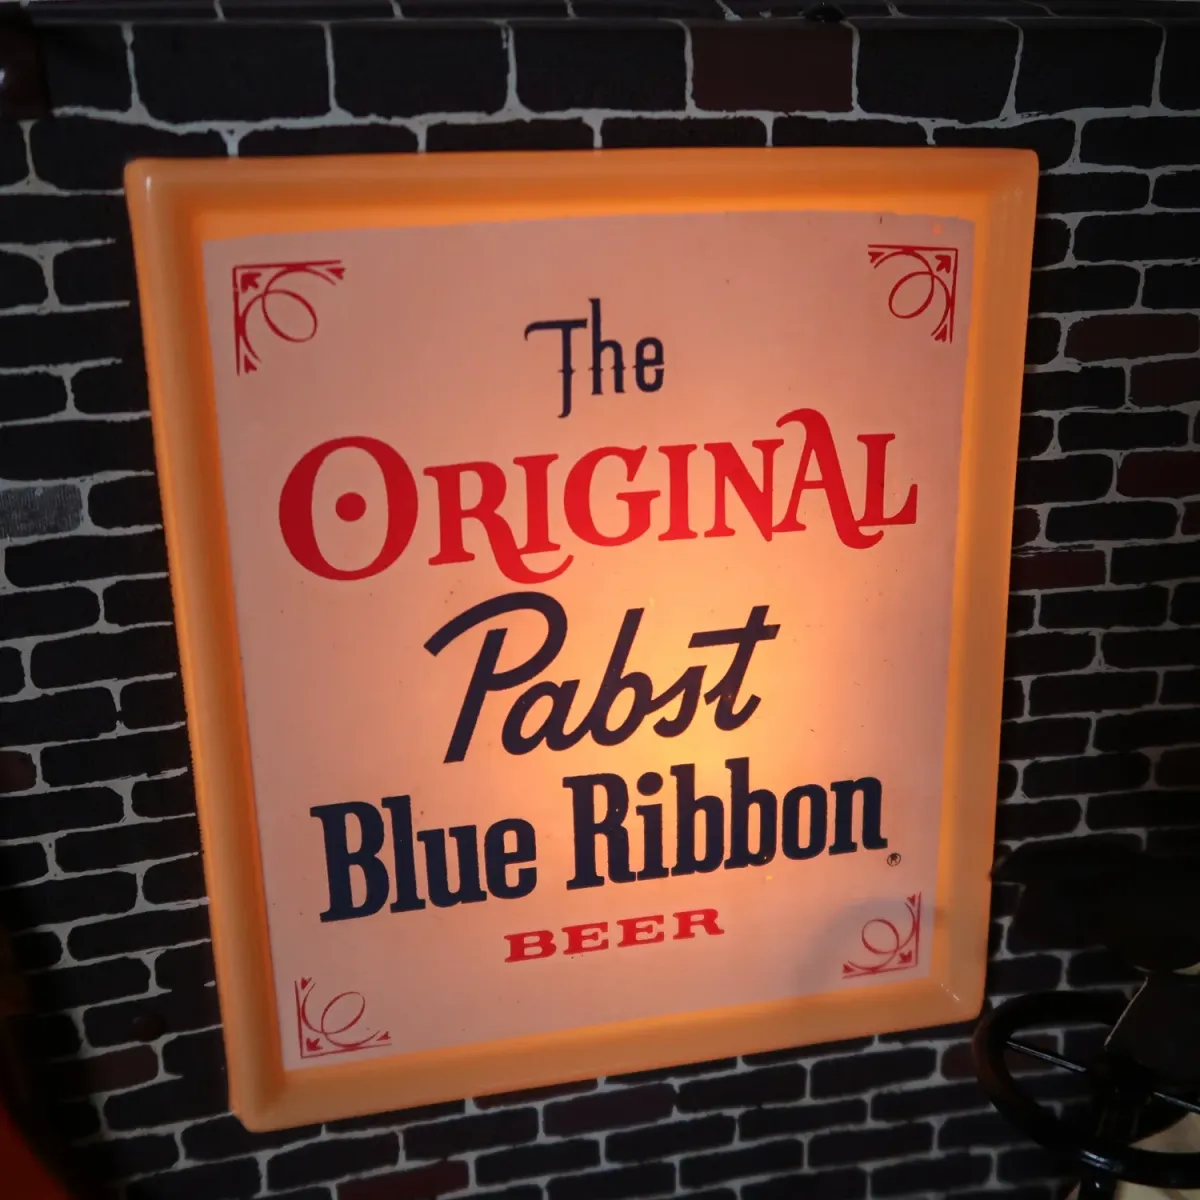 The
ORIGINAL
Pabst
Blue Ribbon®
BEER